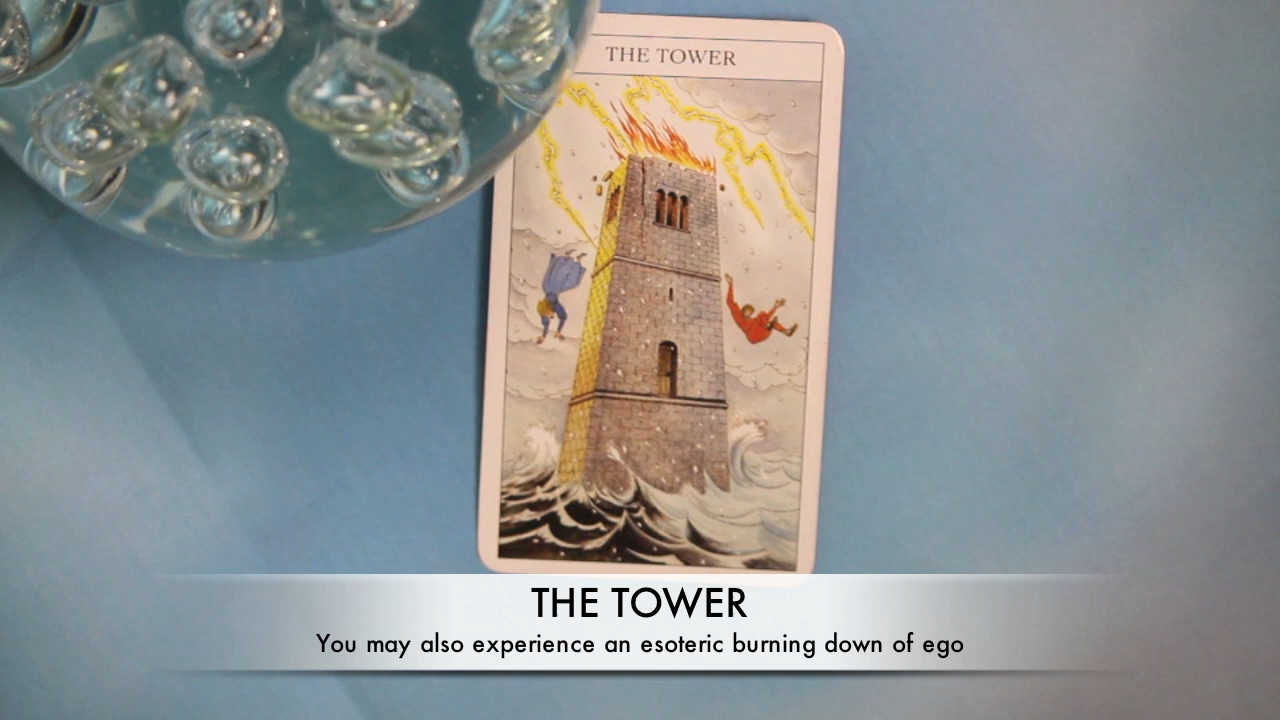 THE TOWER
THE TOWER
You may also experience an esoteric burning down of ego